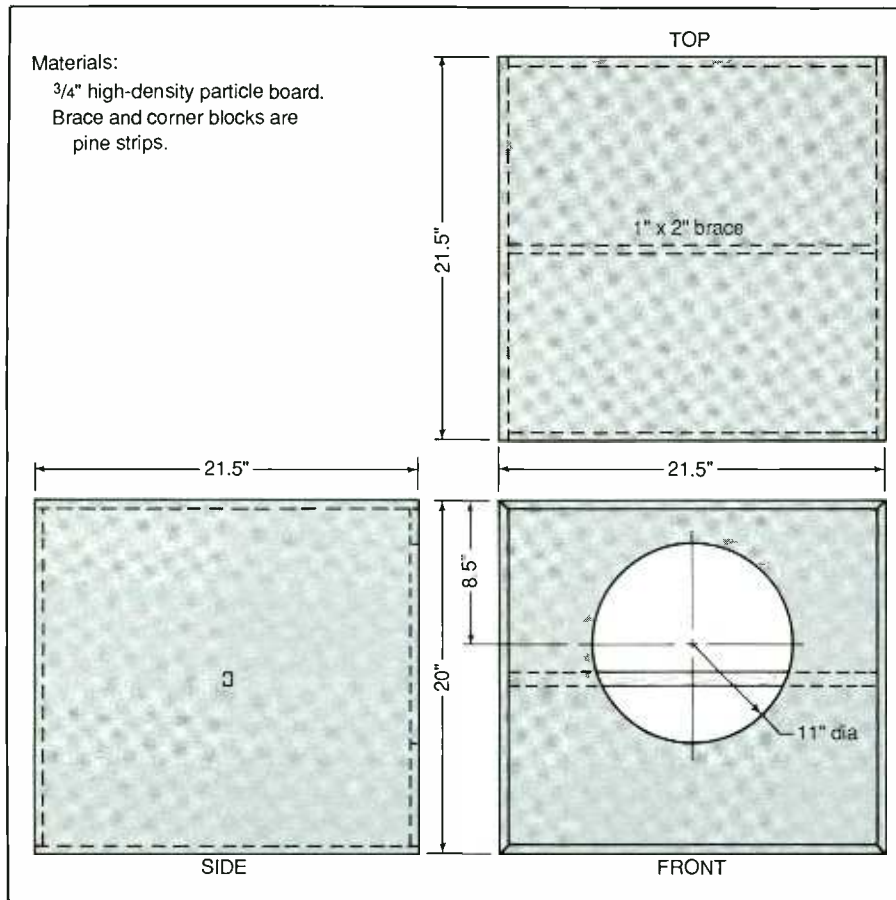 Materials:
3/4" high-density particle board.
Brace and corner blocks are
pine strips.
TOP
21.5"
1" x 2" brace
21.5"
21.5"
8.5"
20"
11" dia
SIDE
FRONT